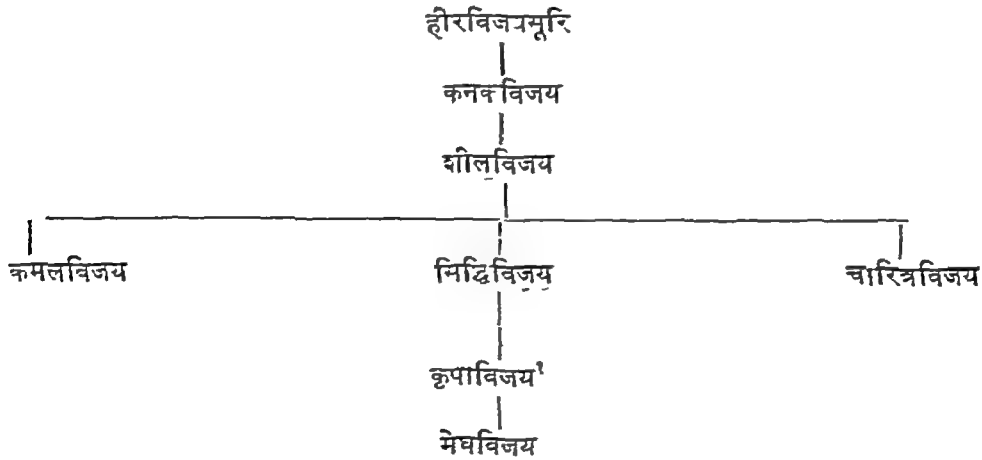 हीरविजयसूरि
कनकविजय
शीलविजय
कमलविजय सिद्धिविजय चारित्रविजय
कृपाविजय¹
मेघविजय